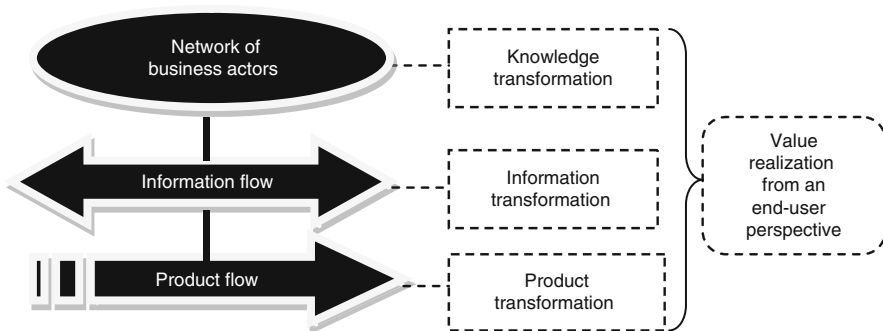 Network of
business actors
Knowledge
transformation
Information flow
Information
transformation
Product flow
Product
transformation
Value
realization
from an
end-user
perspective